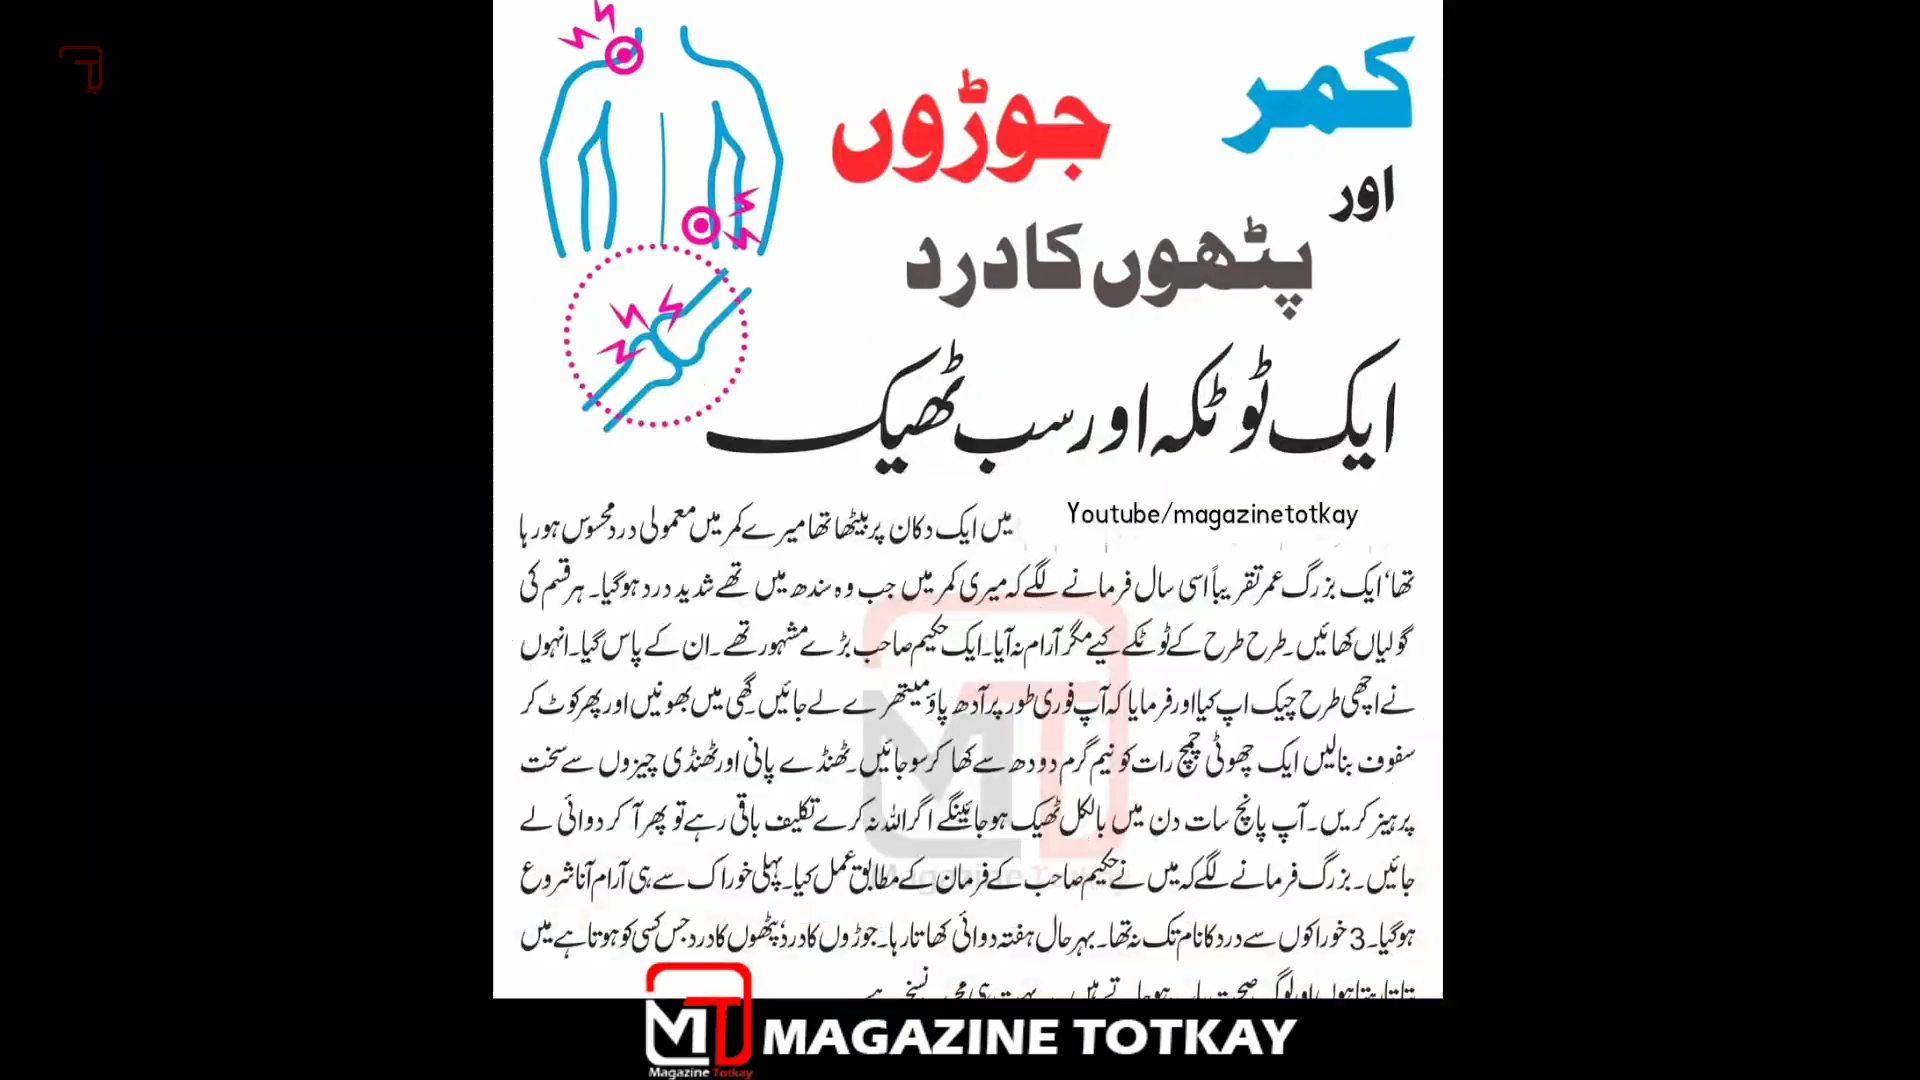 کمر
جوڑوں
اور
پٹھوں کا درد
ایک ٹوٹکہ اور سب ٹھیک
Youtube/magazinetotkay
میں ایک دکان پر بیٹھا تھا میرے کمر میں معمولی درد محسوس ہو رہا
تھا‘ ایک بزرگ عمر تقریباً اسی سال فرمانے لگے کہ میری کمر میں جب وہ سندھ میں تھے شدید درد ہوگیا۔ ہر قسم کی
گولیاں کھائیں۔ طرح طرح کے ٹوٹکے کیے مگر آرام نہ آیا۔ ایک حکیم صاحب بڑے مشہور تھے۔ ان کے پاس گیا۔ انہوں
نے اچھی طرح چیک اپ کیا اور فرمایا کہ آپ فوری طور پر آدھ پاؤ میتھرے لے جائیں۔ گھی میں بھونیں اور پھر کوٹ کر
سفوف بنالیں ایک چھوٹی چمچ رات کو نیم گرم دودھ سے کھا کر سو جائیں۔ ٹھنڈے پانی اور ٹھنڈی چیزوں سے سخت
پرہیز کریں۔ آپ پانچ سات دن میں بالکل ٹھیک ہوجائینگے اگر اللہ نہ کرے تکلیف باقی رہے تو پھر آکر دوائی لے
جائیں۔ بزرگ فرمانے لگے کہ میں نے حکیم صاحب کے فرمان کے مطابق عمل کیا۔ پہلی خوراک سے ہی آرام آنا شروع
ہوگیا۔ 3 خوراکوں سے درد کا نام تک نہ تھا۔ بہرحال ہفتہ دوائی کھاتا رہا۔ جوڑوں کا درد‘ پٹھوں کا درد جس کسی کو ہوتا ہے میں
Magazine Totkay
MT
Magazine Totkay
MAGAZINE TOTKAY